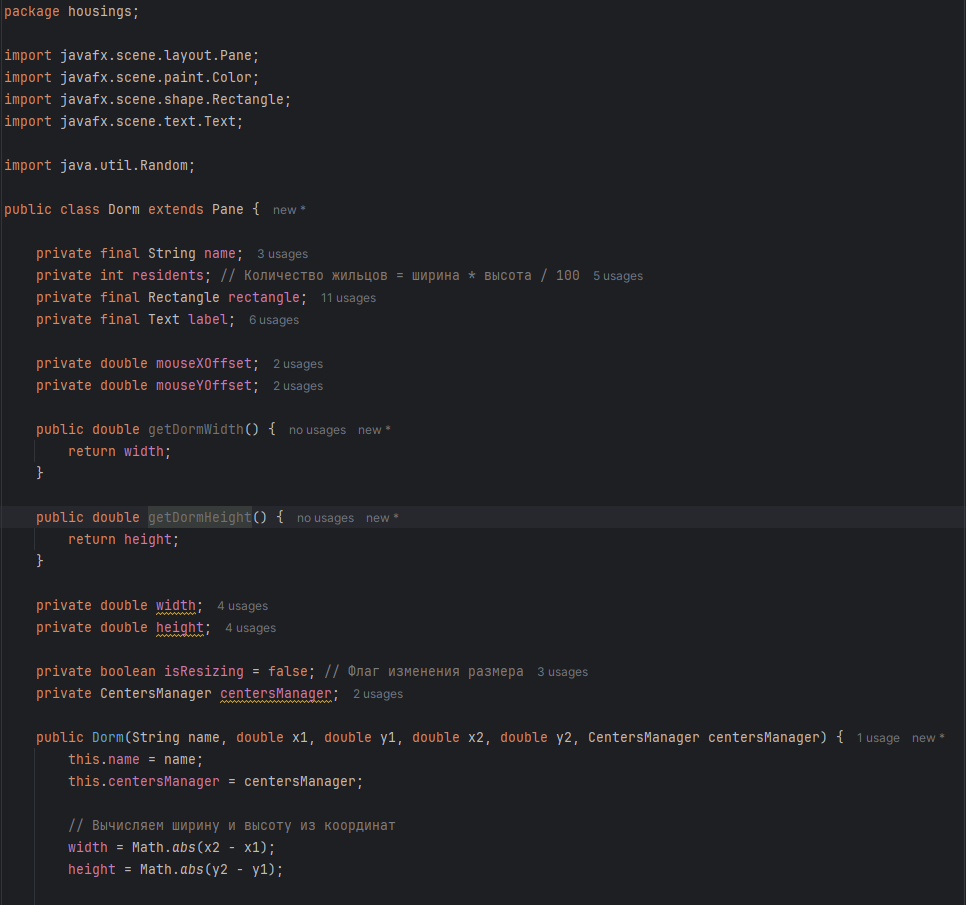 package housings;
import javafx.scene.layout.Pane;
import javafx.scene.paint.Color;
import javafx.scene.shape.Rectangle;
import javafx.scene.text.Text;
import java.util.Random;
public class Dorm extends Pane { new *
private final String name; 3 usages
private int residents; // Количество жильцов = ширина * высота / 100 5 usages
private final Rectangle rectangle; 11 usages
private final Text label; 6 usages
private double mouseXOffset; 2 usages
private double mouseYOffset; 2 usages
public double getDormWidth() { no usages new *
return width;
}
public double getDormHeight() { no usages new *
return height;
}
private double width; 4 usages
private double height; 4 usages
private boolean isResizing = false; // Флаг изменения размера 3 usages
private CentersManager centersManager; 2 usages
public Dorm(String name, double x1, double y1, double x2, double y2, CentersManager centersManager) { 1 usage new *
this.name = name;
this.centersManager = centersManager;
// Вычисляем ширину и высоту из координат
width = Math.abs(x2 - x1);
height = Math.abs(y2 - y1);